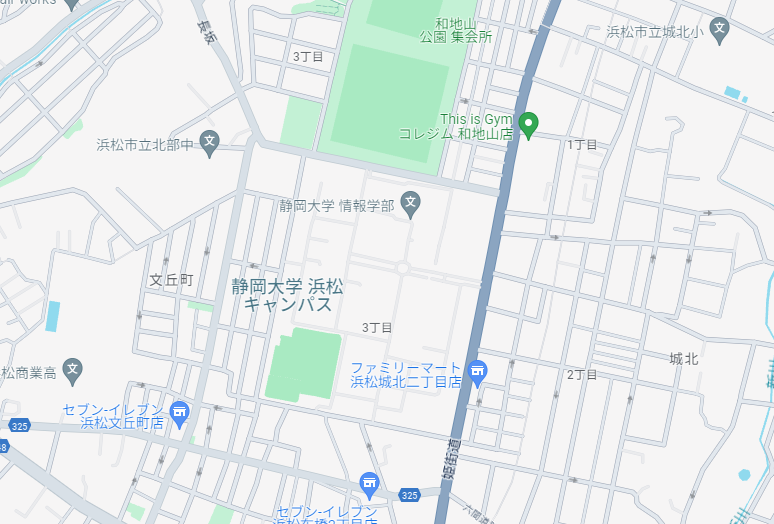 長坂
和地山
公園 集会所
浜松市立城北小
3丁目
This is Gym
コレジム 和地山店
浜松市立北部中
1丁目
静岡大学 情報学部
文丘町
静岡大学 浜松
キャンパス
3丁目
城北
松商業高
ファミリーマート
浜松城北二丁目店
2丁目
セブン-イレブン
浜松文丘町店
325
姫街道
325
セブン-イレブン